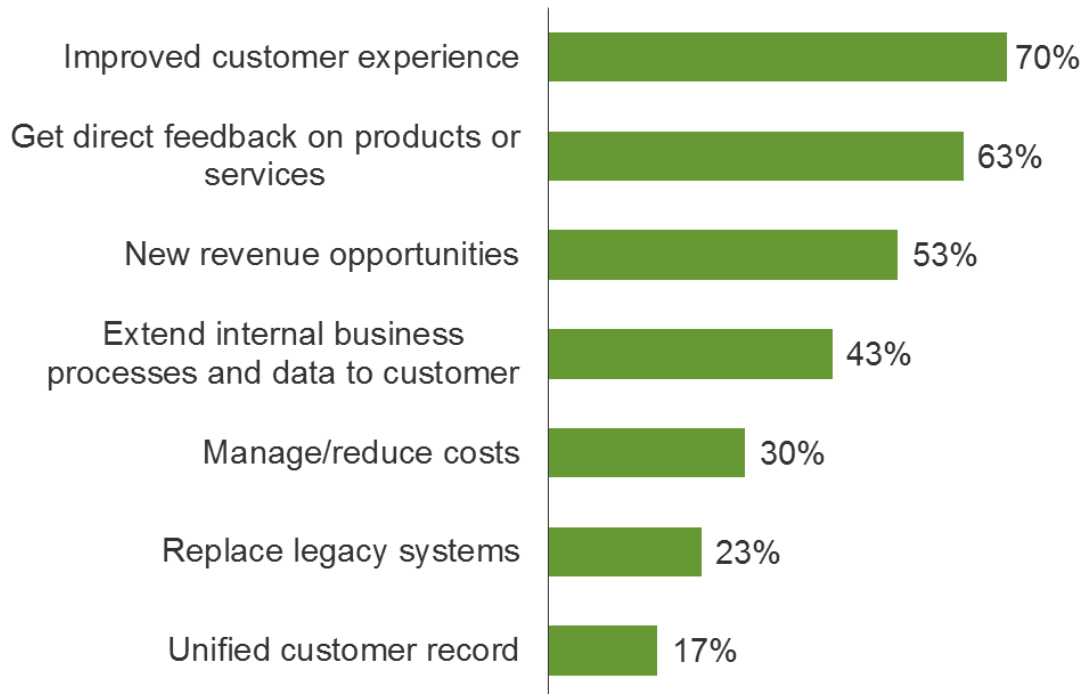 Improved customer experience 70%
Get direct feedback on products or
services 63%
New revenue opportunities 53%
Extend internal business
processes and data to customer 43%
Manage/reduce costs 30%
Replace legacy systems 23%
Unified customer record 17%